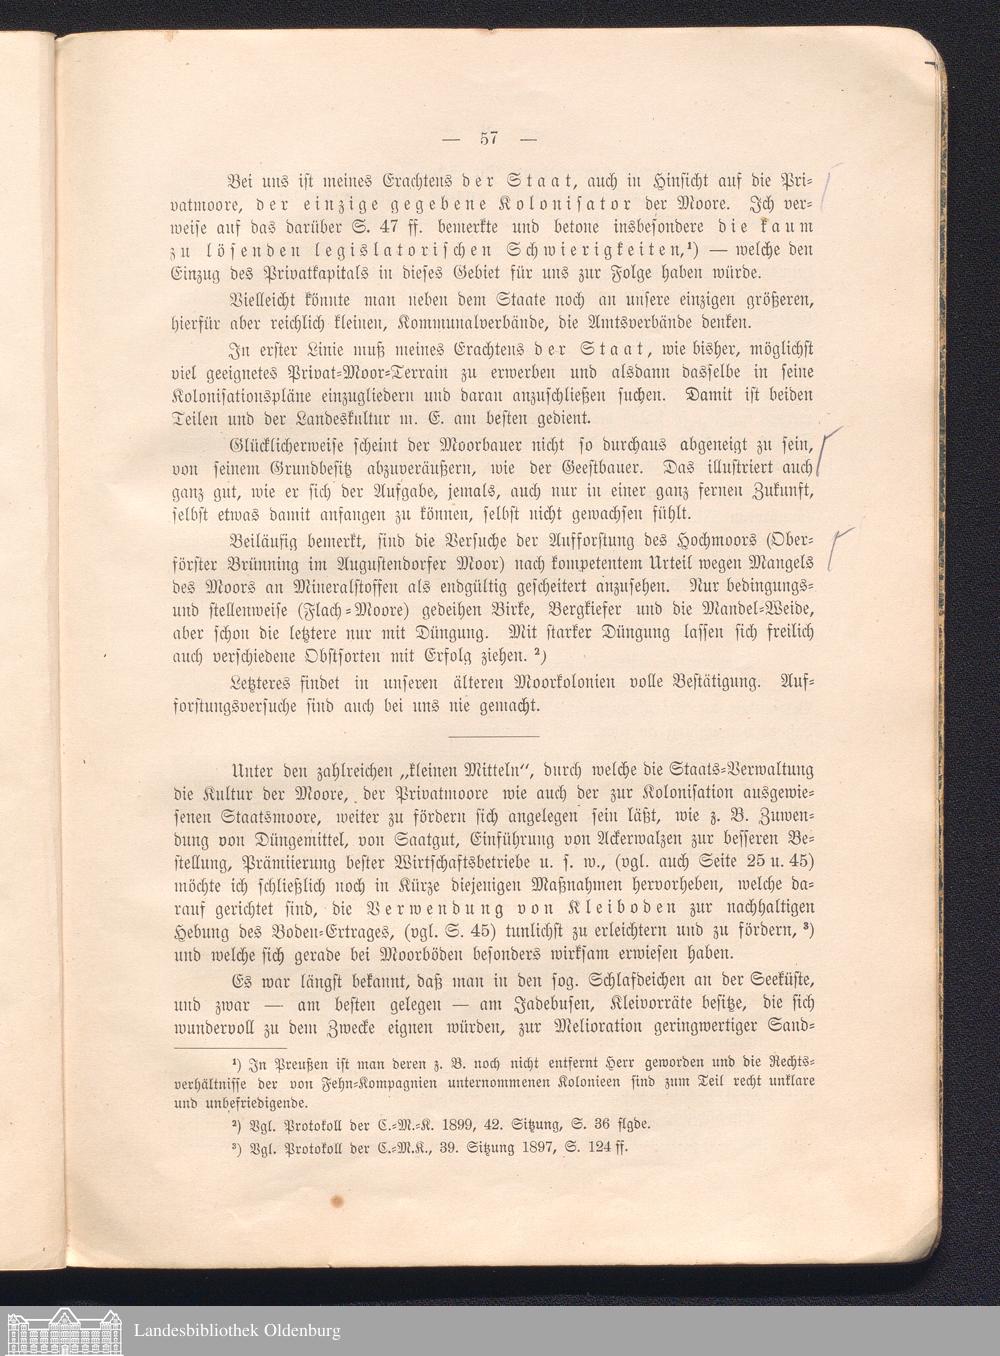 — 57 —
Bei uns ist meines Erachtens der Staat, auch in Hinsicht auf die Pri-
vatmoore, der einzige gegebene Kolonisator der Moore. Ich ver-
weise auf das darüber S. 47 ff. bemerkte und betone insbesondere die kaum
zu lösenden legislatorischen Schwierigkeiten,¹) — welche den
Einzug des Privatkapitals in dieses Gebiet für uns zur Folge haben würde.
Vielleicht könnte man neben dem Staate noch an unsere einzigen größeren,
hierfür aber reichlich kleinen, Kommunalverbände, die Amtsverbände denken.
In erster Linie muß meines Erachtens der Staat, wie bisher, möglichst
viel geeignetes Privat-Moor-Terrain zu erwerben und alsdann dasselbe in seine
Kolonisationspläne einzugliedern und daran anzuschließen suchen. Damit ist beiden
Teilen und der Landeskultur m. E. am besten gedient.
Glücklicherweise scheint der Moorbauer nicht so durchaus abgeneigt zu sein,
von seinem Grundbesitz abzuveräußern, wie der Geestbauer. Das illustriert auch
ganz gut, wie er sich der Aufgabe, jemals, auch nur in einer ganz fernen Zukunft,
selbst etwas damit anfangen zu können, selbst nicht gewachsen fühlt.
Beiläufig bemerkt, sind die Versuche der Aufforstung des Hochmoors (Ober-
förster Brünning im Augustendorfer Moor) nach kompetentem Urteil wegen Mangels
des Moors an Mineralstoffen als endgültig gescheitert anzusehen. Nur bedingungs-
und stellenweise (Flach-Moore) gedeihen Birke, Bergkiefer und die Mandel-Weide,
aber schon die letztere nur mit Düngung. Mit starker Düngung lassen sich freilich
auch verschiedene Obstsorten mit Erfolg ziehen. ²)
Letzteres findet in unseren älteren Moorkolonien volle Bestätigung. Auf-
forstungsversuche sind auch bei uns nie gemacht.
Unter den zahlreichen „kleinen Mitteln“, durch welche die Staats-Verwaltung
die Kultur der Moore, der Privatmoore wie auch der zur Kolonisation ausgewie-
senen Staatsmoore, weiter zu fördern sich angelegen sein läßt, wie z. B. Zuwen-
dung von Düngemittel, von Saatgut, Einführung von Ackerwalzen zur besseren Be-
stellung, Prämiierung bester Wirtschaftsbetriebe u. s. w., (vgl. auch Seite 25 u. 45)
möchte ich schließlich noch in Kürze diejenigen Maßnahmen hervorheben, welche da-
rauf gerichtet sind, die Verwendung von Kleiboden zur nachhaltigen
Hebung des Boden-Ertrages, (vgl. S. 45) tunlichst zu erleichtern und zu fördern, ³)
und welche sich gerade bei Moorböden besonders wirksam erwiesen haben.
Es war längst bekannt, daß man in den sog. Schlafdeichen an der Seeküste,
und zwar — am besten gelegen — am Jadebusen, Kleivorräte besitze, die sich
wundervoll zu dem Zwecke eignen würden, zur Melioration geringwertiger Sand-
¹) In Preußen ist man deren z. B. noch nicht entfernt Herr geworden und die Rechts-
verhältnisse der von Fehn-Kompagnien unternommenen Kolonieen sind zum Teil recht unklare
und unbefriedigende.
²) Vgl. Protokoll der C.-M.-K. 1899, 42. Sitzung, S. 36 flgde.
³) Vgl. Protokoll der C.-M.K., 39. Sitzung 1897, S. 124 ff.
Landesbibliothek Oldenburg